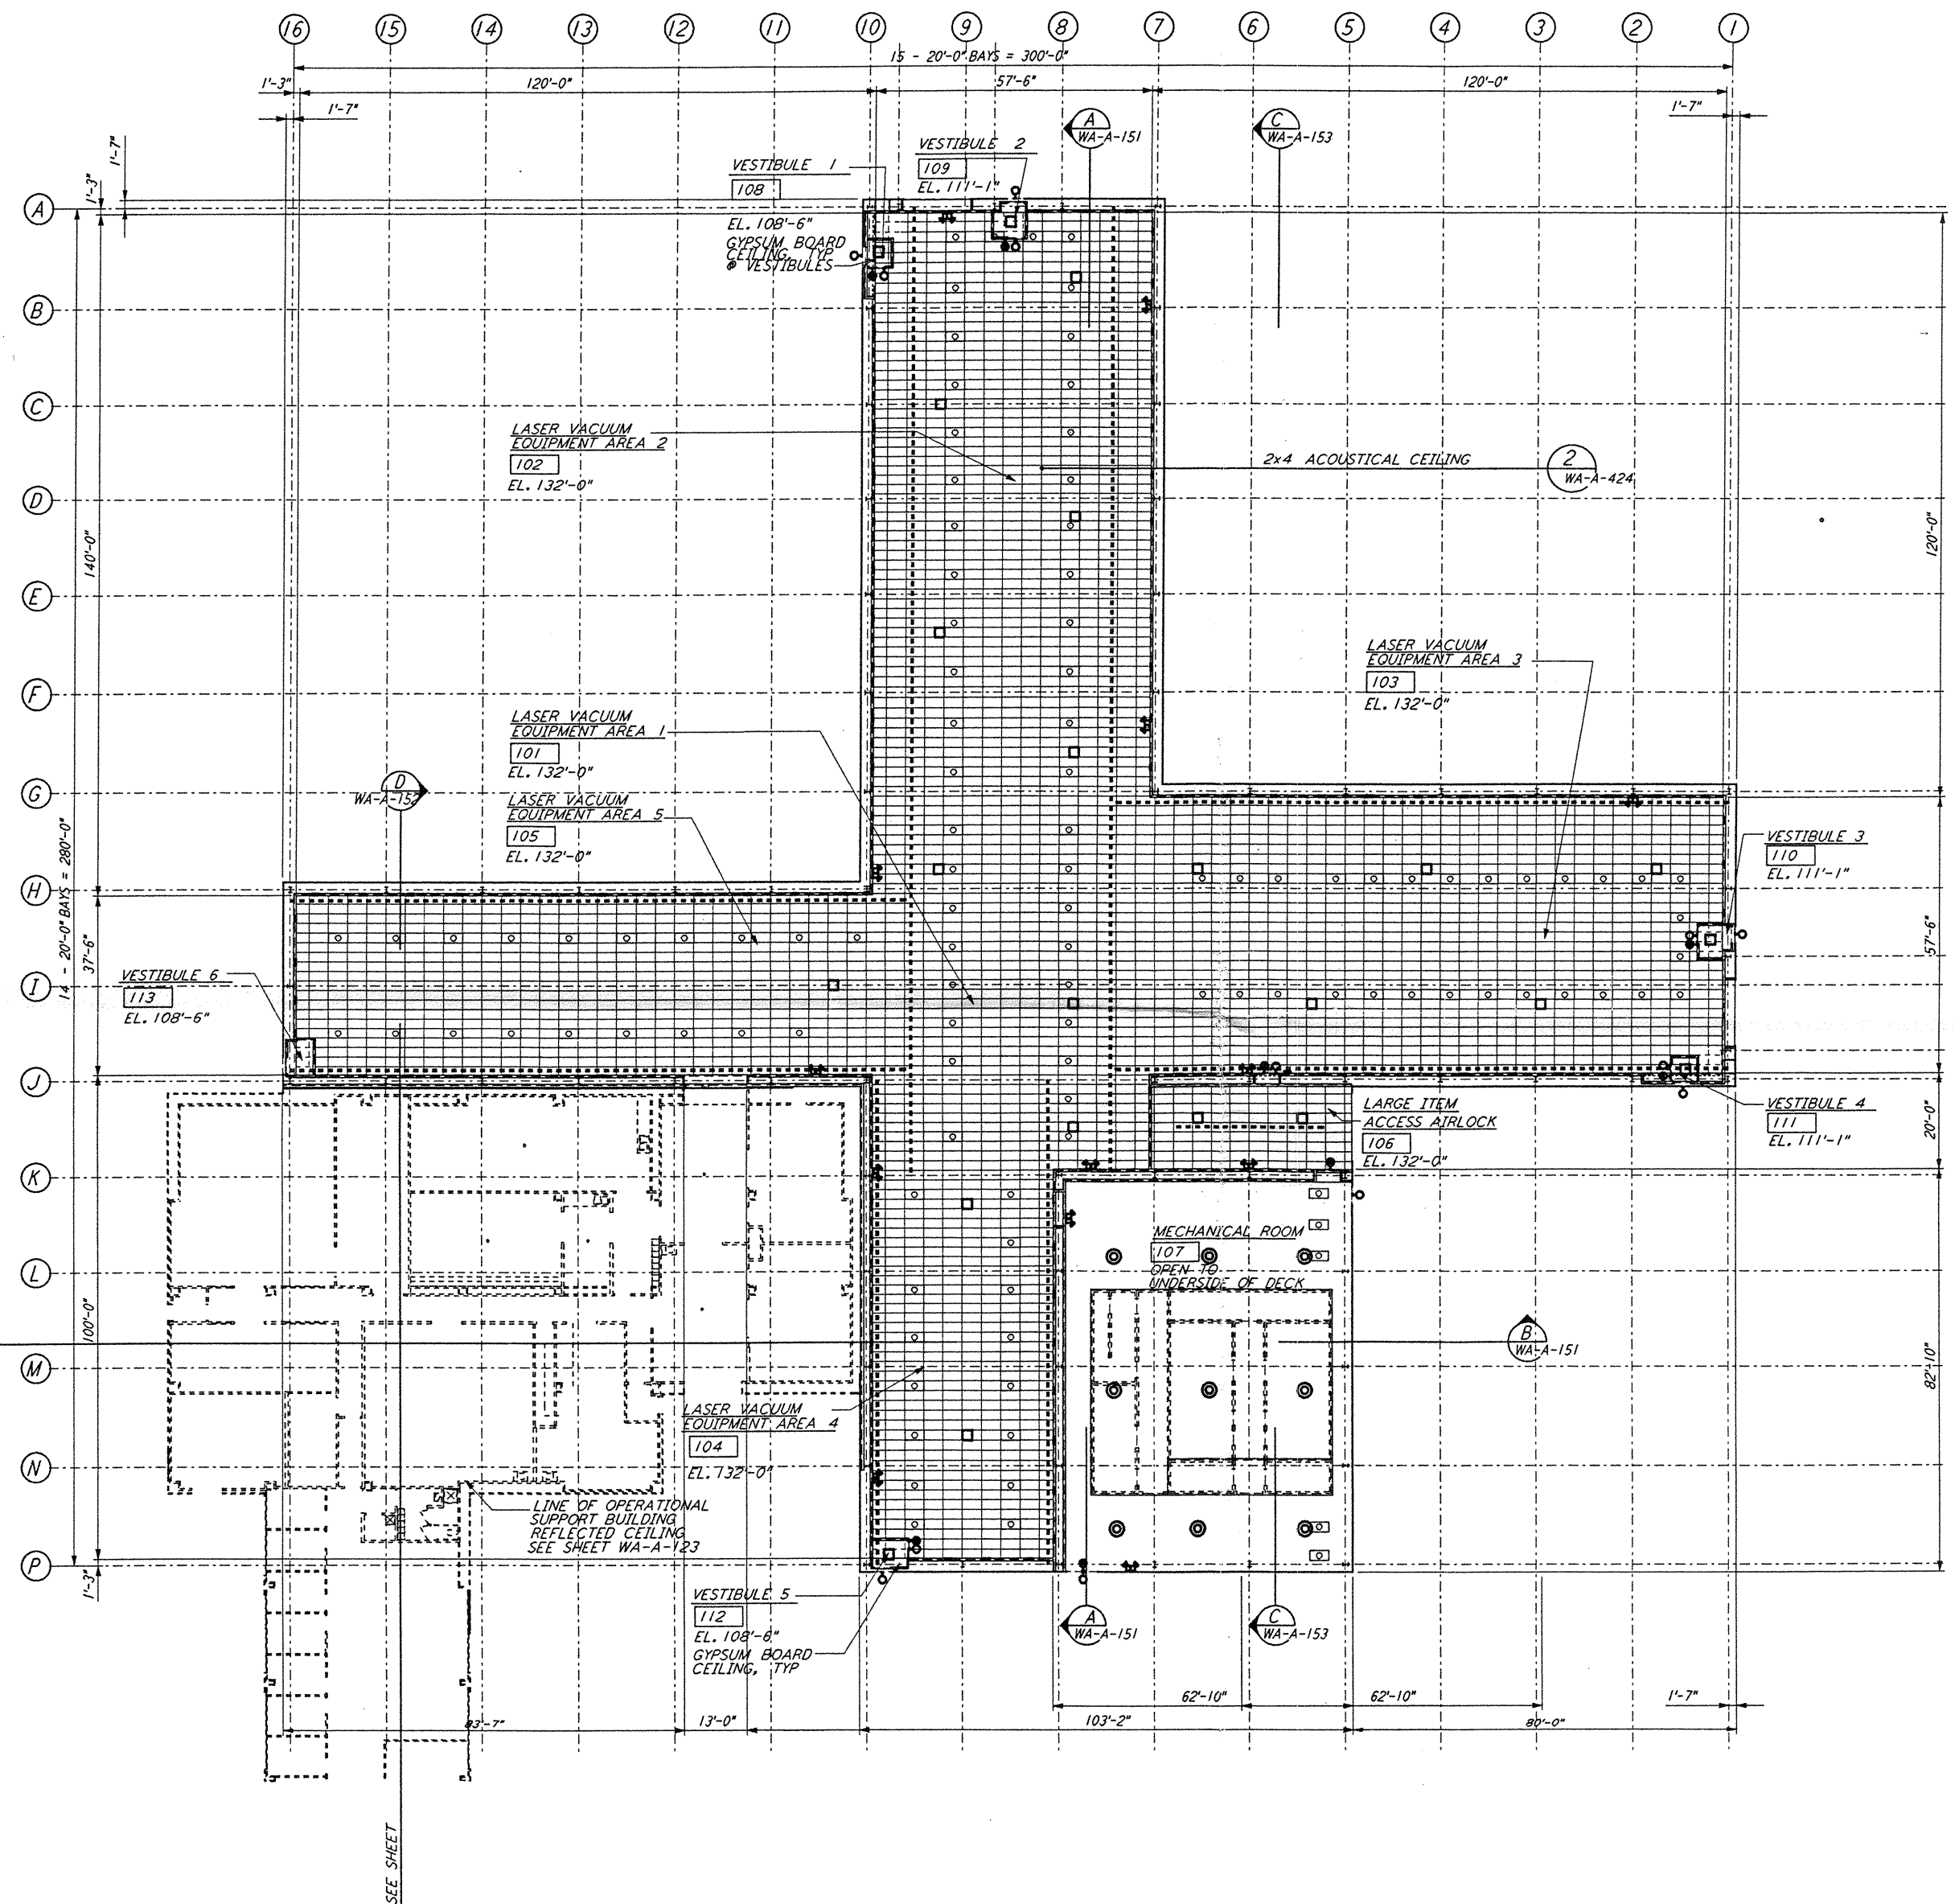 16 15 14 13 12 11 10 9 8 7 6 5 4 3 2 1
15 - 20'-0" BAYS = 300'-0"
1'-3" 120'-0" 57'-6" 120'-0"
1'-7" 1'-7"
A
WA-A-151
C
WA-A-153
1'-7"
1'-3"
VESTIBULE 1
108
EL. 108'-6"
GYPSUM BOARD
CEILING, TYP
@ VESTIBULES
VESTIBULE 2
109
EL. 111'-1"
A
B
C
D
E
F
G
H
I
J
K
L
M
N
P
14 - 20'-0" BAYS = 280'-0"
140'-0"
37'-6"
100'-0"
1'-3"
LASER VACUUM
EQUIPMENT AREA 2
102
EL. 132'-0"
2x4 ACOUSTICAL CEILING
2
WA-A-424
120'-0"
57'-6"
20'-0"
82'-10"
LASER VACUUM
EQUIPMENT AREA 3
103
EL. 132'-0"
LASER VACUUM
EQUIPMENT AREA 1
101
EL. 132'-0"
D
WA-A-152
LASER VACUUM
EQUIPMENT AREA 5
105
EL. 132'-0"
VESTIBULE 3
110
EL. 111'-1"
VESTIBULE 6
113
EL. 108'-6"
LARGE ITEM
ACCESS AIRLOCK
106
EL. 132'-0"
VESTIBULE 4
111
EL. 111'-1"
MECHANICAL ROOM
107
OPEN TO
UNDERSIDE OF DECK
B
WA-A-151
LASER VACUUM
EQUIPMENT AREA 4
104
EL. 132'-0"
LINE OF OPERATIONAL
SUPPORT BUILDING
REFLECTED CEILING
SEE SHEET WA-A-123
VESTIBULE 5
112
EL. 108'-6"
GYPSUM BOARD
CEILING, TYP
A
WA-A-151
C
WA-A-153
62'-10" 62'-10" 1'-7"
83'-7" 13'-0" 103'-2" 80'-0"
SEE SHEET